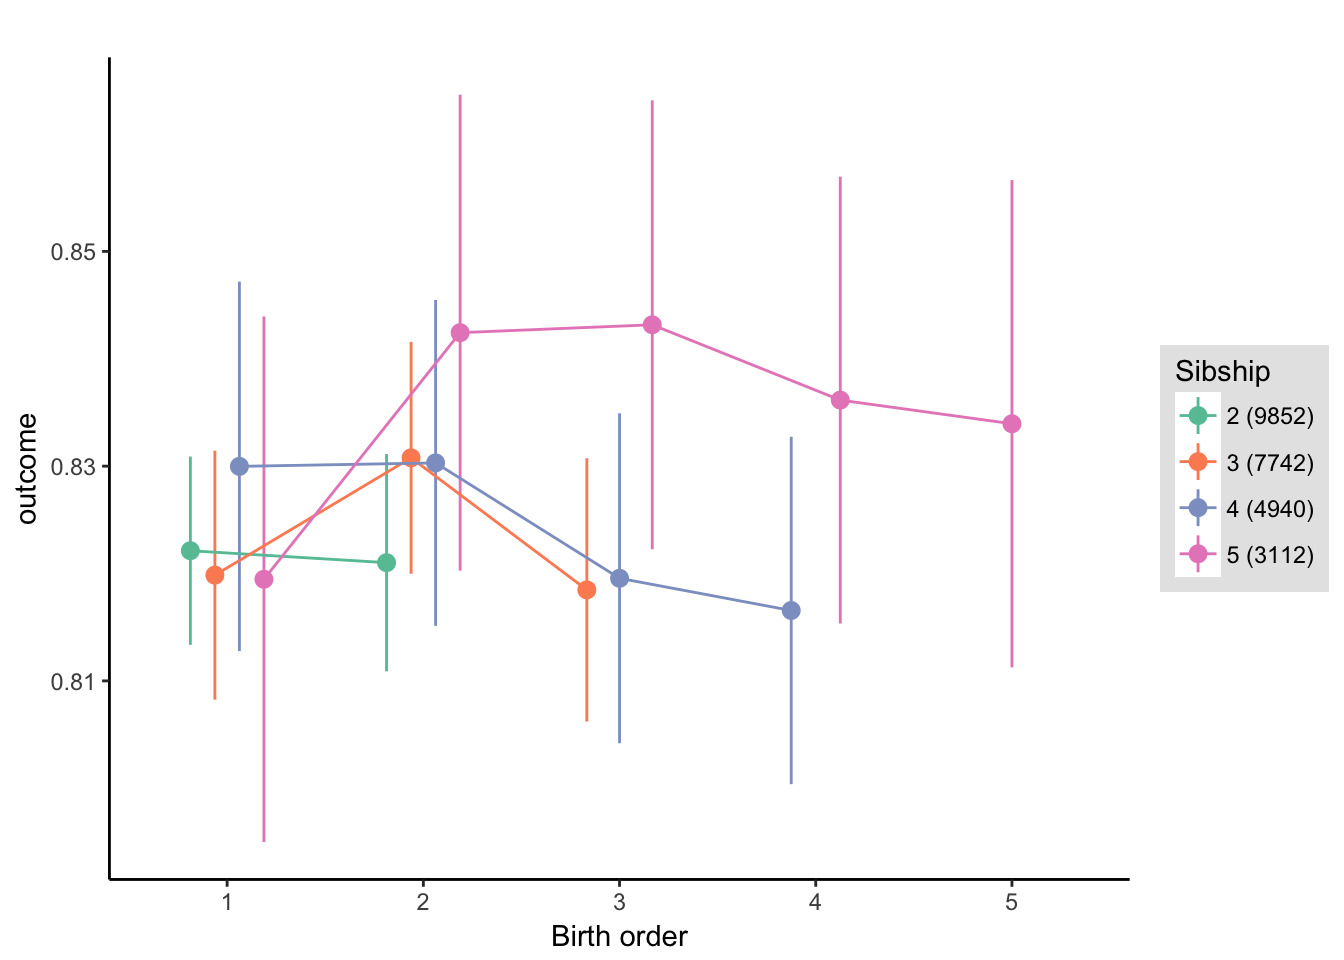 0.85
0.83
0.81
outcome
1 2 3 4 5
Birth order
Sibship
2 (9852)
3 (7742)
4 (4940)
5 (3112)